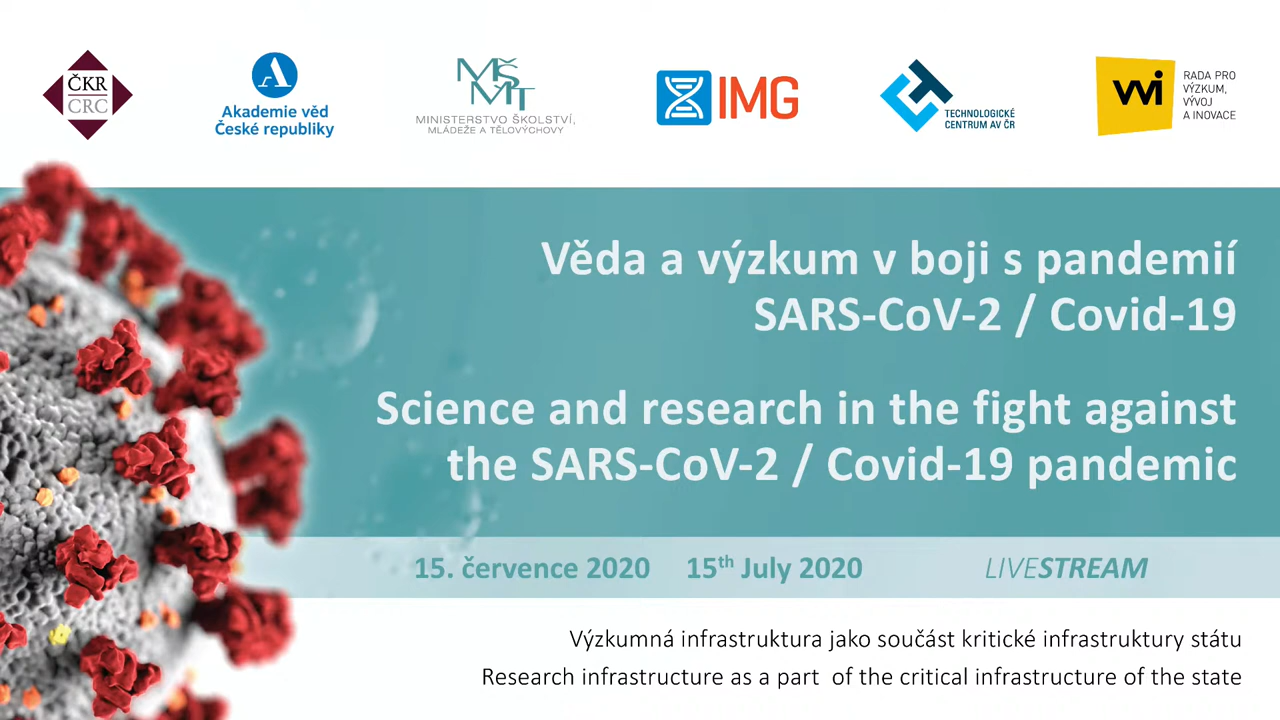 ČKR
CRC
Akademie věd
České republiky
MŠMT
MINISTERSTVO ŠKOLSTVÍ,
MLÁDEŽE A TĚLOVÝCHOVY
IMG
TECHNOLOGICKÉ
CENTRUM AV ČR
VVI
RADA PRO
VÝZKUM,
VÝVOJ
A INOVACE
Věda a výzkum v boji s pandemií
SARS-CoV-2 / Covid-19
Science and research in the fight against
the SARS-CoV-2 / Covid-19 pandemic
15. července 2020 15th July 2020 LIVESTREAM
Výzkumná infrastruktura jako součást kritické infrastruktury státu
Research infrastructure as a part of the critical infrastructure of the state